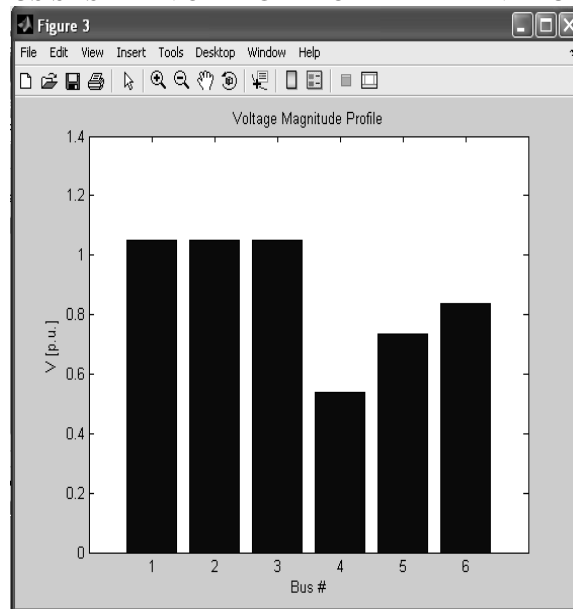 Figure 3
File Edit View Insert Tools Desktop Window Help
Voltage Magnitude Profile
1.4
1.2
1
0.8
0.6
0.4
0.2
0
V [p.u.]
1 2 3 4 5 6
Bus #